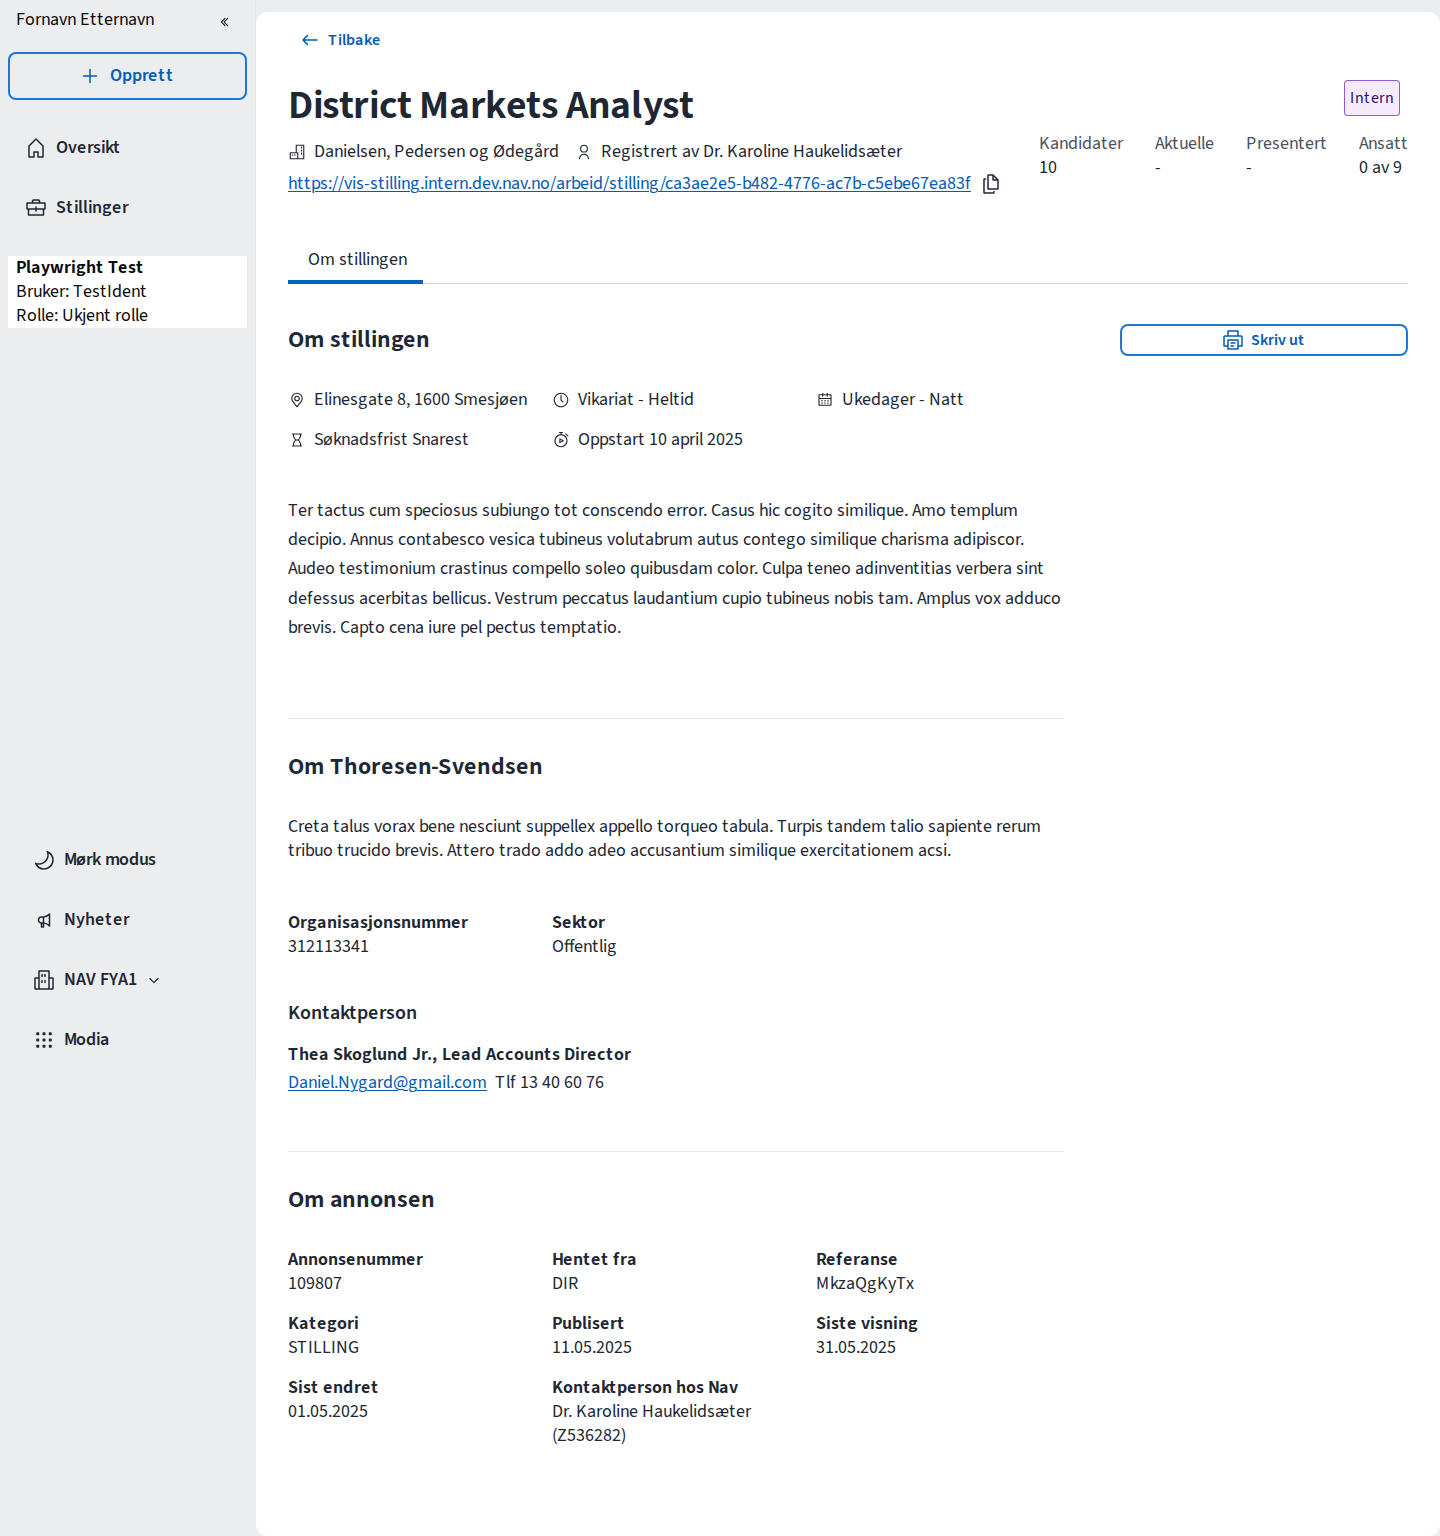 Fornavn Etternavn
Opprett
Oversikt
Stillinger
Playwright Test
Bruker: TestIdent
Rolle: Ukjent rolle
Mørk modus
Nyheter
NAV FYA1
Modia
Tilbake
District Markets Analyst
Intern
Danielsen, Pedersen og Ødegård Registrert av Dr. Karoline Haukelidsæter
https://vis-stilling.intern.dev.nav.no/arbeid/stilling/ca3ae2e5-b482-4776-ac7b-c5ebe67ea83f
Kandidater Aktuelle Presentert Ansatt
10 - - 0 av 9
Om stillingen
Om stillingen
Skriv ut
Elinesgate 8, 1600 Smesjøen Vikariat - Heltid Ukedager - Natt
Søknadsfrist Snarest Oppstart 10 april 2025
Ter tactus cum speciosus subiungo tot conscendo error. Casus hic cogito similique. Amo templum
decipio. Annus contabesco vesica tubineus volutabrum autus contego similique charisma adipiscor.
Audeo testimonium crastinus compello soleo quibusdam color. Culpa teneo adinventitias verbera sint
defessus acerbitas bellicus. Vestrum peccatus laudantium cupio tubineus nobis tam. Amplus vox adduco
brevis. Capto cena iure pel pectus temptatio.
Om Thoresen-Svendsen
Creta talus vorax bene nesciunt suppellex appello torqueo tabula. Turpis tandem talio sapiente rerum
tribuo trucido brevis. Attero trado addo adeo accusantium similique exercitationem acsi.
Organisasjonsnummer Sektor
312113341 Offentlig
Kontaktperson
Thea Skoglund Jr., Lead Accounts Director
Daniel.Nygard@gmail.com Tlf 13 40 60 76
Om annonsen
Annonsenummer Hentet fra Referanse
109807 DIR MkzaQgKyTx
Kategori Publisert Siste visning
STILLING 11.05.2025 31.05.2025
Sist endret Kontaktperson hos Nav
01.05.2025 Dr. Karoline Haukelidsæter
(Z536282)